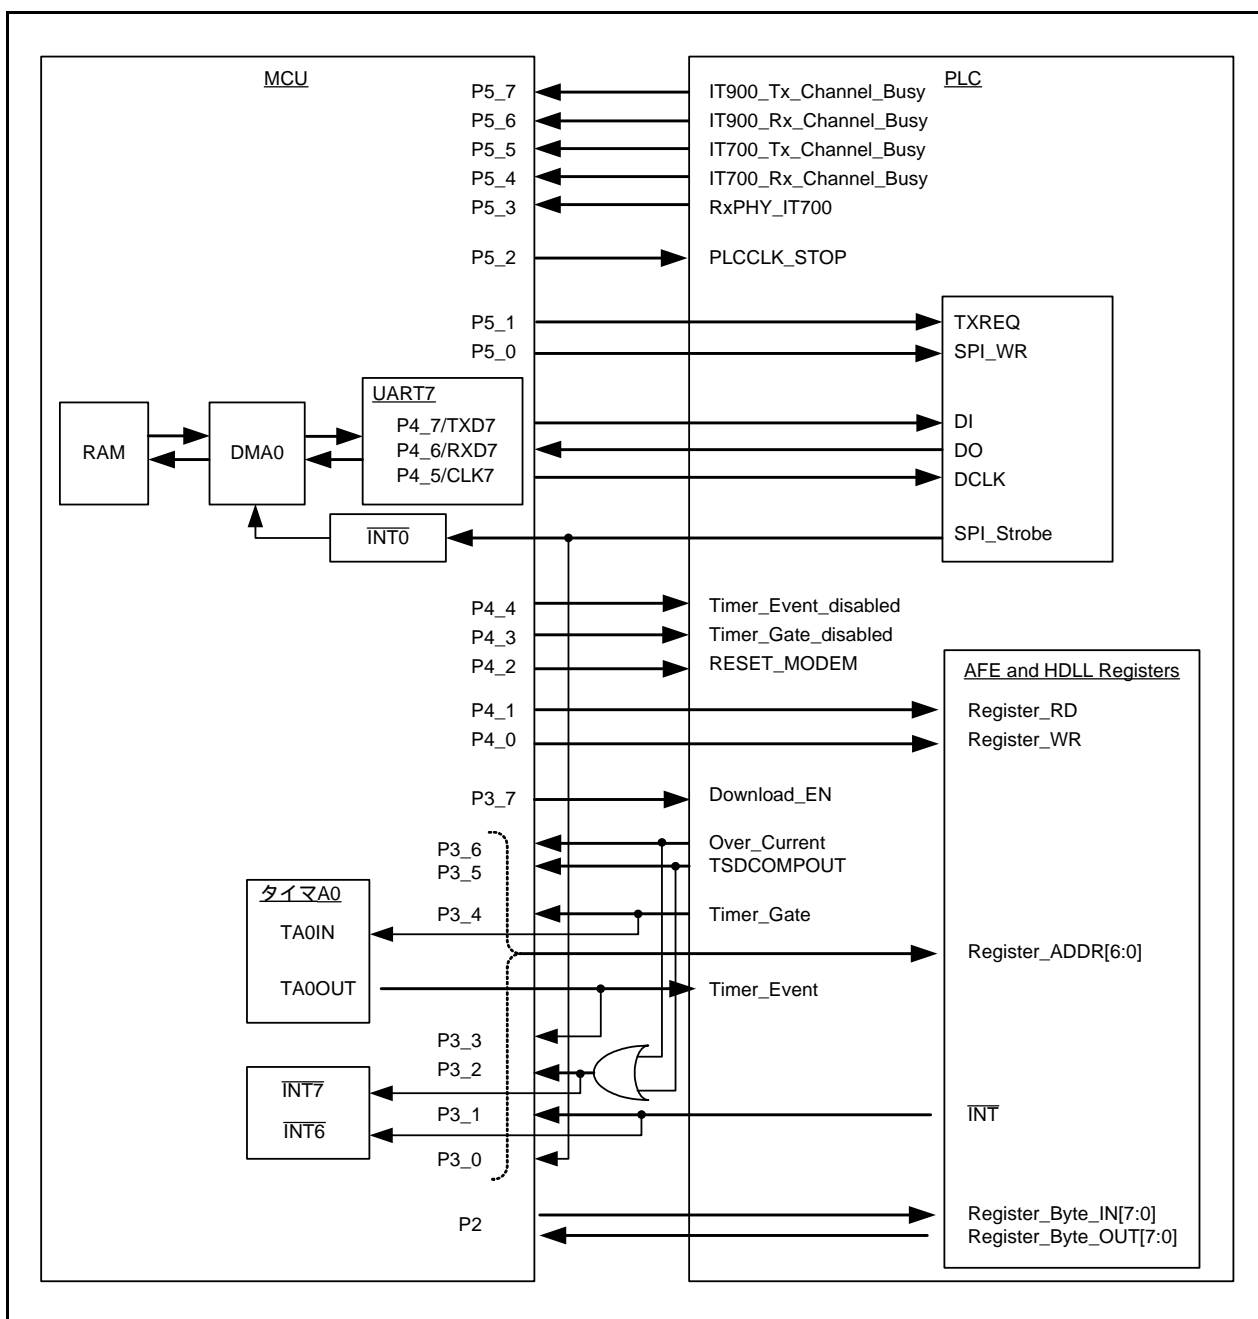 MCU
PLC
P5_7 IT900_Tx_Channel_Busy
P5_6 IT900_Rx_Channel_Busy
P5_5 IT700_Tx_Channel_Busy
P5_4 IT700_Rx_Channel_Busy
P5_3 RxPHY_IT700
P5_2 PLCCLK_STOP
P5_1 TXREQ
P5_0 SPI_WR
UART7
RAM
DMA0
P4_7/TXD7 DI
P4_6/RXD7 DO
P4_5/CLK7 DCLK
INT0 SPI_Strobe
P4_4 Timer_Event_disabled
P4_3 Timer_Gate_disabled
P4_2 RESET_MODEM
AFE and HDLL Registers
P4_1 Register_RD
P4_0 Register_WR
P3_7 Download_EN
P3_6 Over_Current
P3_5 TSDCOMPOUT
タイマA0
P3_4 Timer_Gate
TA0IN
Register_ADDR[6:0]
TA0OUT Timer_Event
P3_3
P3_2
INT7
P3_1 INT
INT6
P3_0
P2 Register_Byte_IN[7:0]
Register_Byte_OUT[7:0]